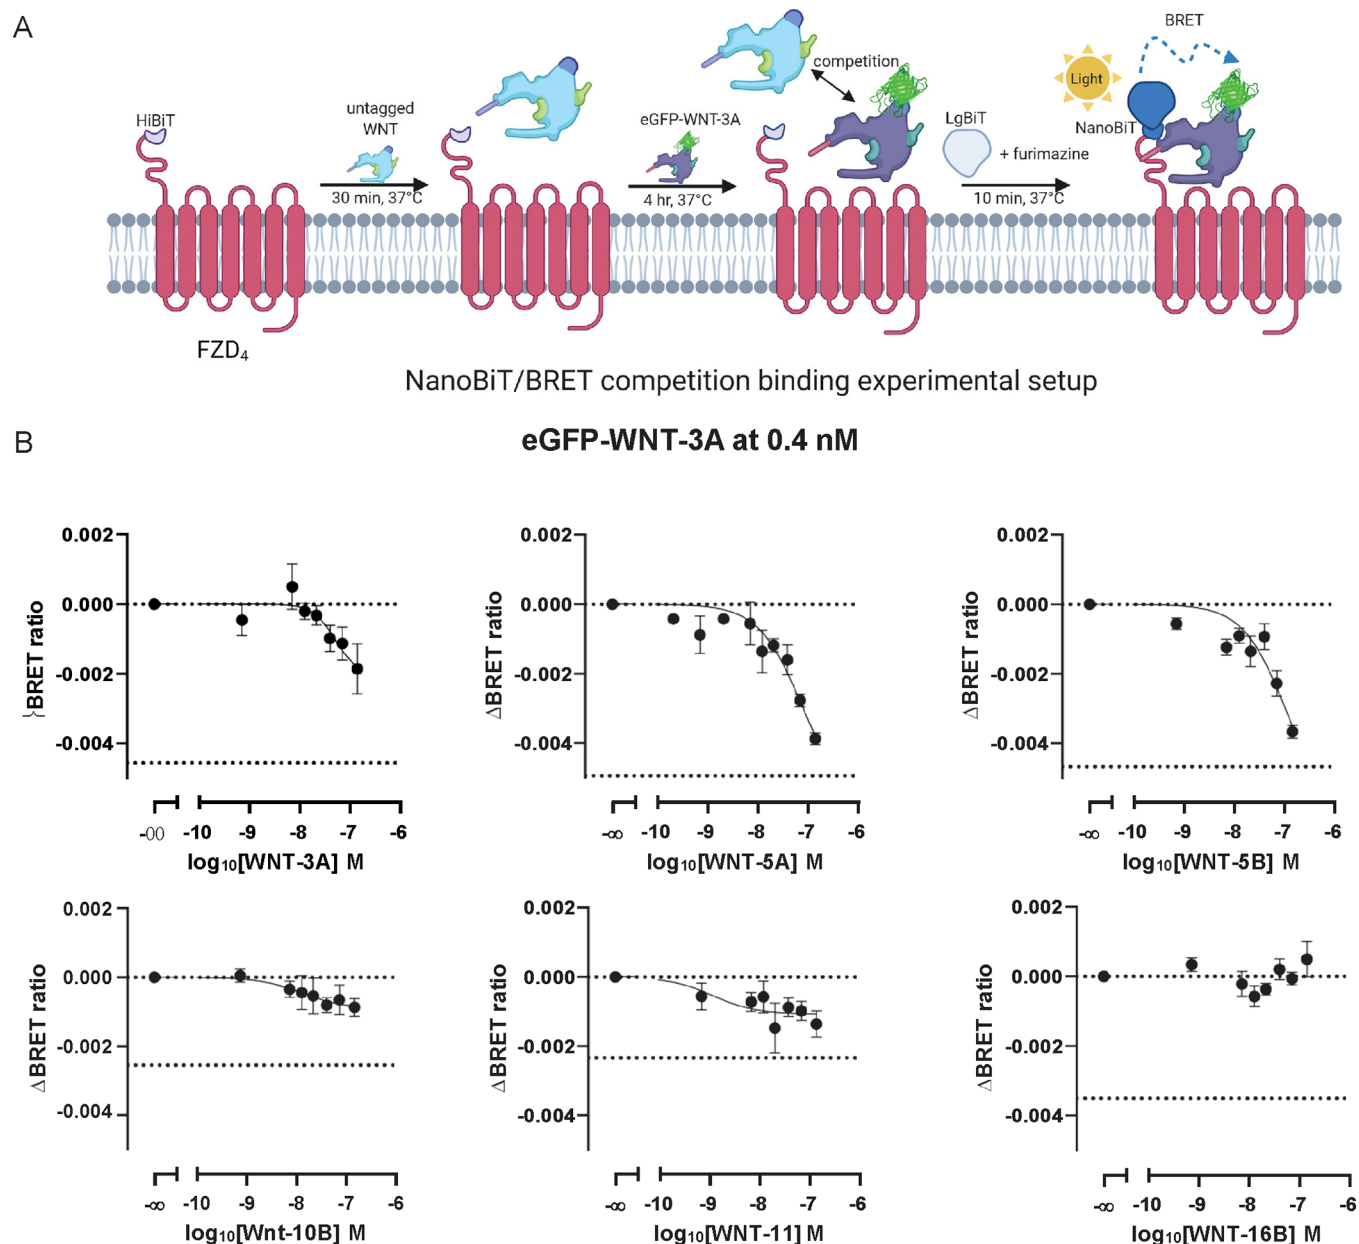 A
HiBiT
untagged
WNT
30 min, 37°C
eGFP-WNT-3A
4 hr, 37°C
competition
LgBiT
+ furimazine
10 min, 37°C
BRET
Light
NanoBiT
FZD₄
NanoBiT/BRET competition binding experimental setup
B
eGFP-WNT-3A at 0.4 nM
}BRET ratio
0.002
0.000
-0.002
-0.004
-∞ -10 -9 -8 -7 -6
log₁₀[WNT-3A] M
ΔBRET ratio
0.002
0.000
-0.002
-0.004
-∞ -10 -9 -8 -7 -6
log₁₀[WNT-5A] M
ΔBRET ratio
0.002
0.000
-0.002
-0.004
-∞ -10 -9 -8 -7 -6
log₁₀[WNT-5B] M
ΔBRET ratio
0.002
0.000
-0.002
-0.004
-∞ -10 -9 -8 -7 -6
log₁₀[Wnt-10B] M
ΔBRET ratio
0.002
0.000
-0.002
-0.004
-∞ -10 -9 -8 -7 -6
log₁₀[WNT-11] M
ΔBRET ratio
0.002
0.000
-0.002
-0.004
-∞ -10 -9 -8 -7 -6
log₁₀[WNT-16B] M